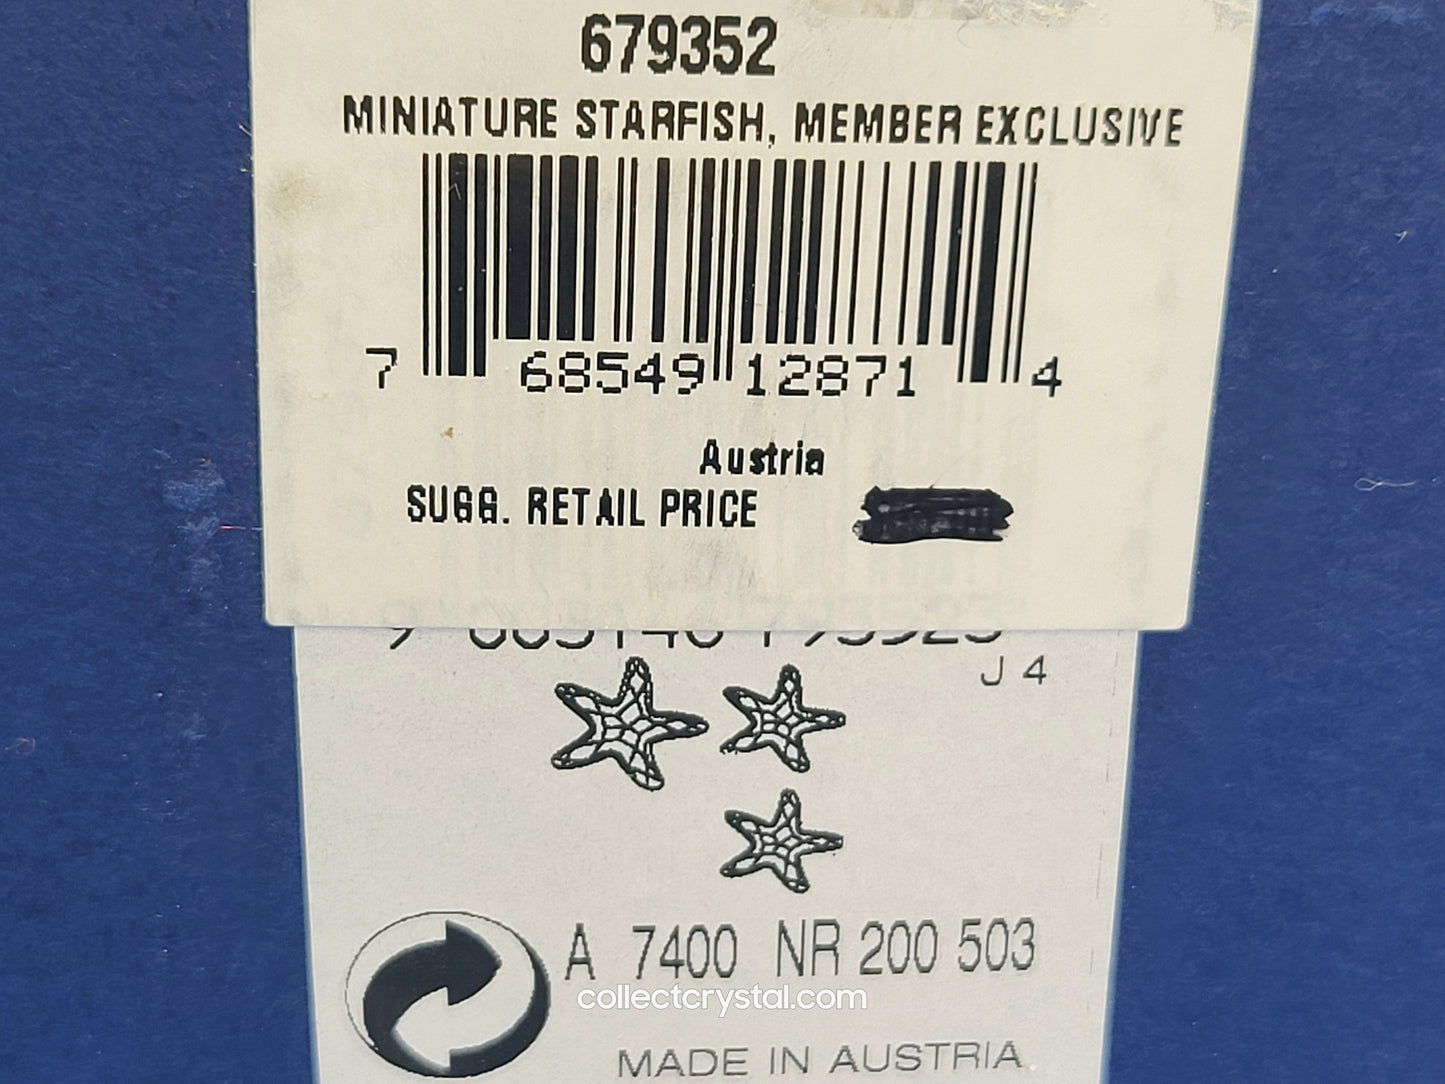 679352
MINIATURE STARFISH, MEMBER EXCLUSIVE
7 68549 12871 4
Austria
SUGG. RETAIL PRICE
J 4
A 7400 NR 200 503
collectcrystal.com
MADE IN AUSTRIA